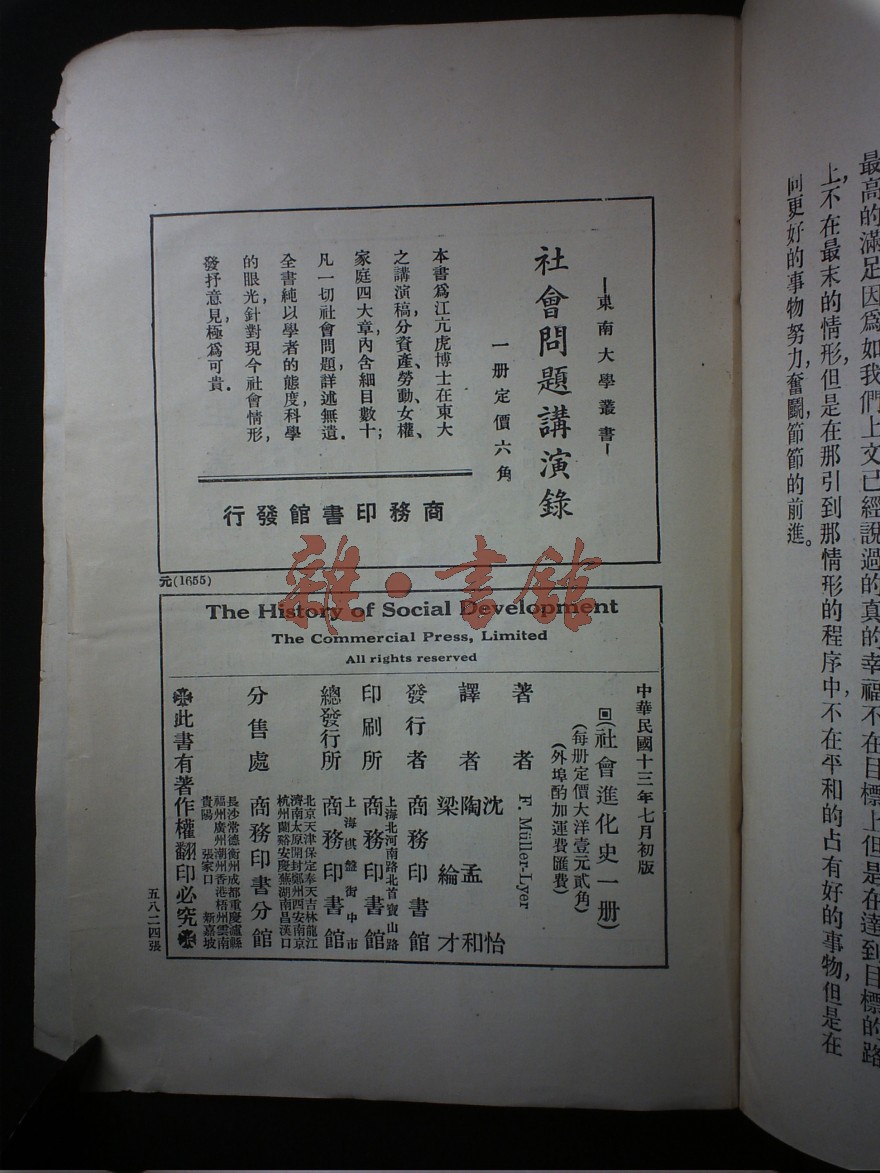 最高的滿足因爲如我們上文已經說過的真的幸福不在目標上但是在達到目標的路
上,不在最末的情形但是在那引到那情形的程序中,不在平和的占有好的事物,但是在
向更好的事物努力,奮鬭,節節的前進。
—東南大學叢書—
社會問題講演錄
一册定價六角
本書爲江亢虎博士在東大
之講演稿,分資產、勞動、女權、
家庭四大章,內含細目數十;
凡一切社會問題,詳述無遺。
全書純以學者的態度,科學
的眼光,針對現今社會情形,
發抒意見,極爲可貴。
商務印書館發行
元(1655)
雜·書館
The History of Social Development
The Commercial Press, Limited
All rights reserved
中華民國十三年七月初版
回(社會進化史一册)
(每册定價大洋壹元貳角)
(外埠酌加運費匯費)
著者 F. Müller-Lyer
譯者 沈怡 陶孟和 梁綸才
發行者 商務印書館
印刷所 上海北河南路北首寶山路 商務印書館
總發行所 上海棋盤街中市 商務印書館
分售處 商務印書分館
北京天津保定奉天吉林龍江
濟南太原開封鄭州西安南京
杭州蘭谿安慶蕪湖南昌漢口
長沙常德衡州成都重慶瀘縣
福州廣州潮州香港梧州雲南
貴陽 張家口 新嘉坡
此書有著作權翻印必究
五八二四張